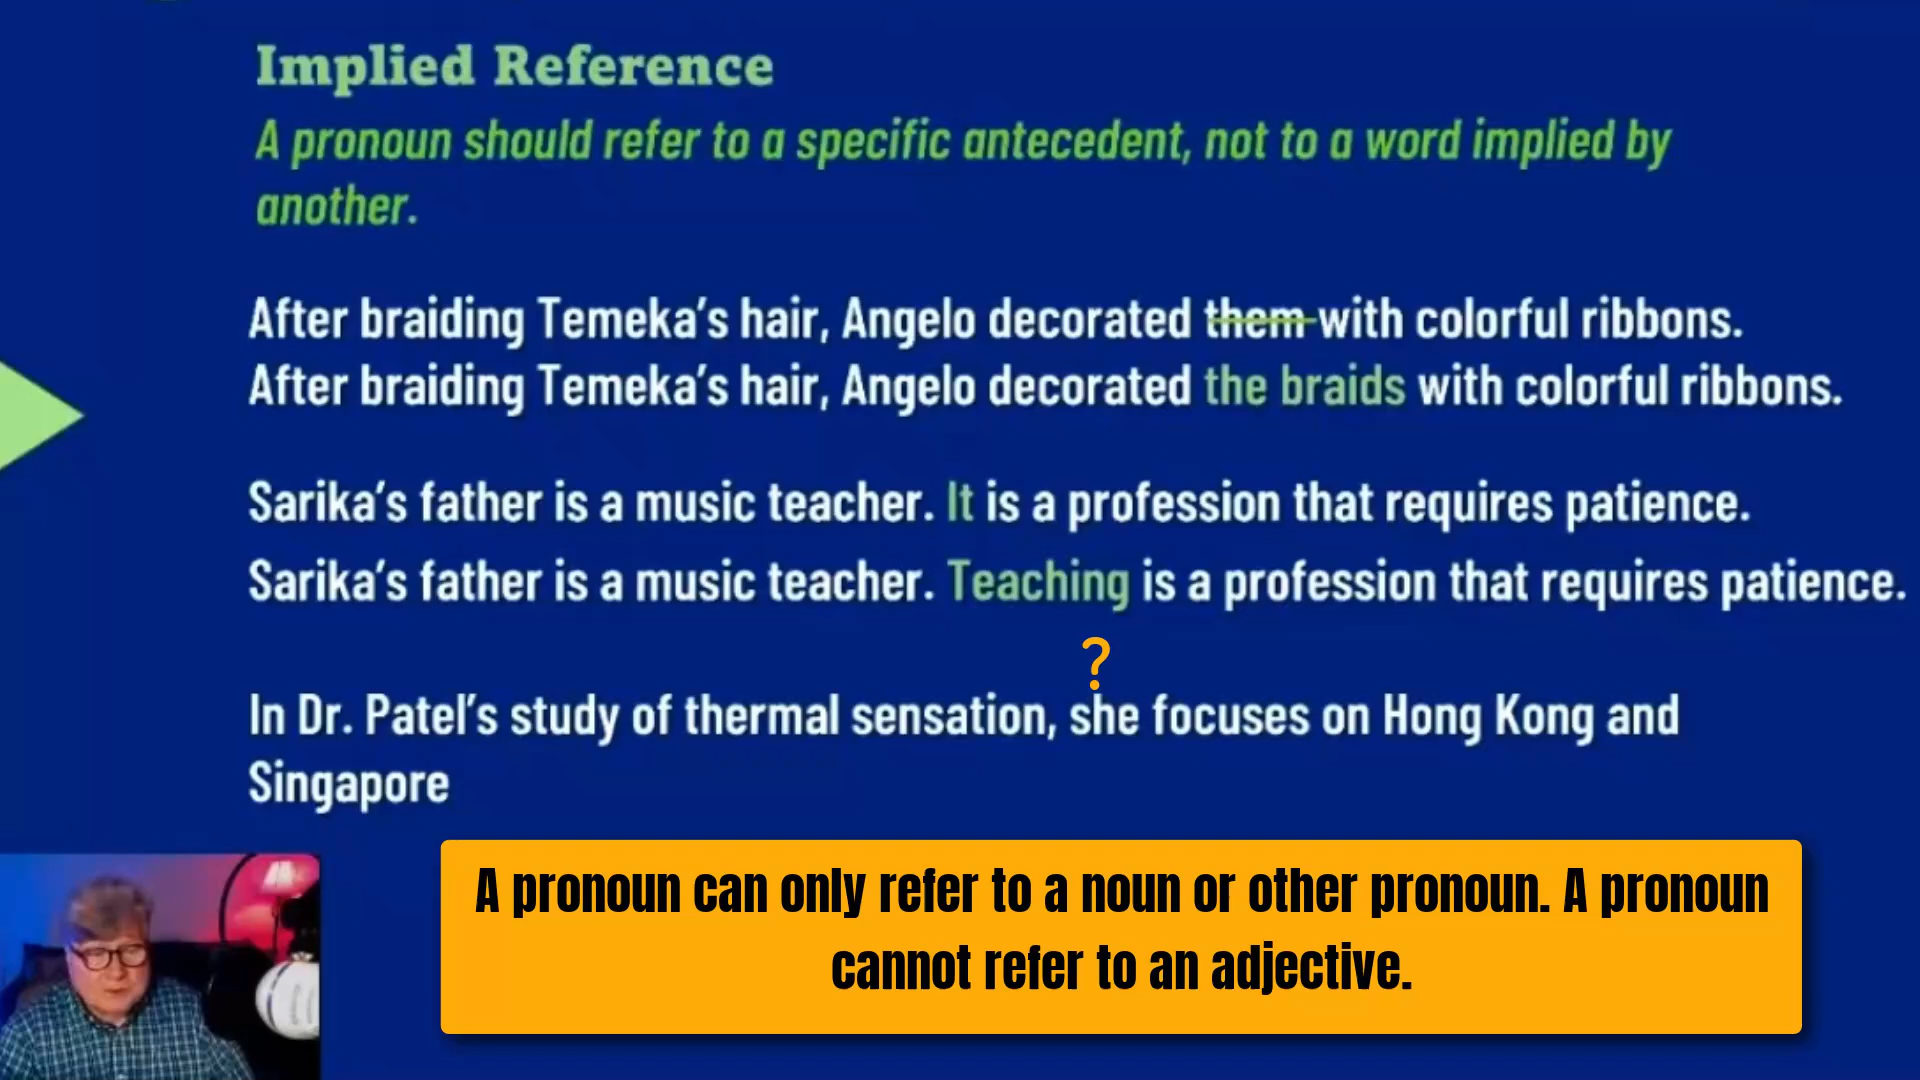 Implied Reference
A pronoun should refer to a specific antecedent, not to a word implied by
another.
After braiding Temeka’s hair, Angelo decorated them with colorful ribbons.
After braiding Temeka’s hair, Angelo decorated the braids with colorful ribbons.
Sarika’s father is a music teacher. It is a profession that requires patience.
Sarika’s father is a music teacher. Teaching is a profession that requires patience.
?
In Dr. Patel’s study of thermal sensation, she focuses on Hong Kong and
Singapore
A pronoun can only refer to a noun or other pronoun. A pronoun
cannot refer to an adjective.